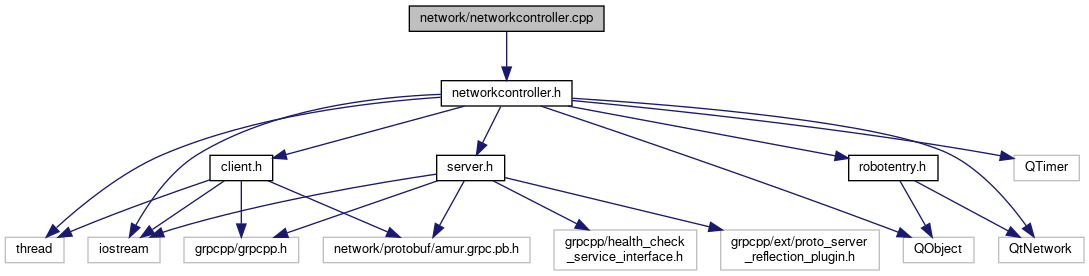 network/networkcontroller.cpp
networkcontroller.h
client.h
server.h
robotentry.h
QTimer
thread
iostream
grpcpp/grpcpp.h
network/protobuf/amur.grpc.pb.h
grpcpp/health_check
_service_interface.h
grpcpp/ext/proto_server
_reflection_plugin.h
QObject
QtNetwork